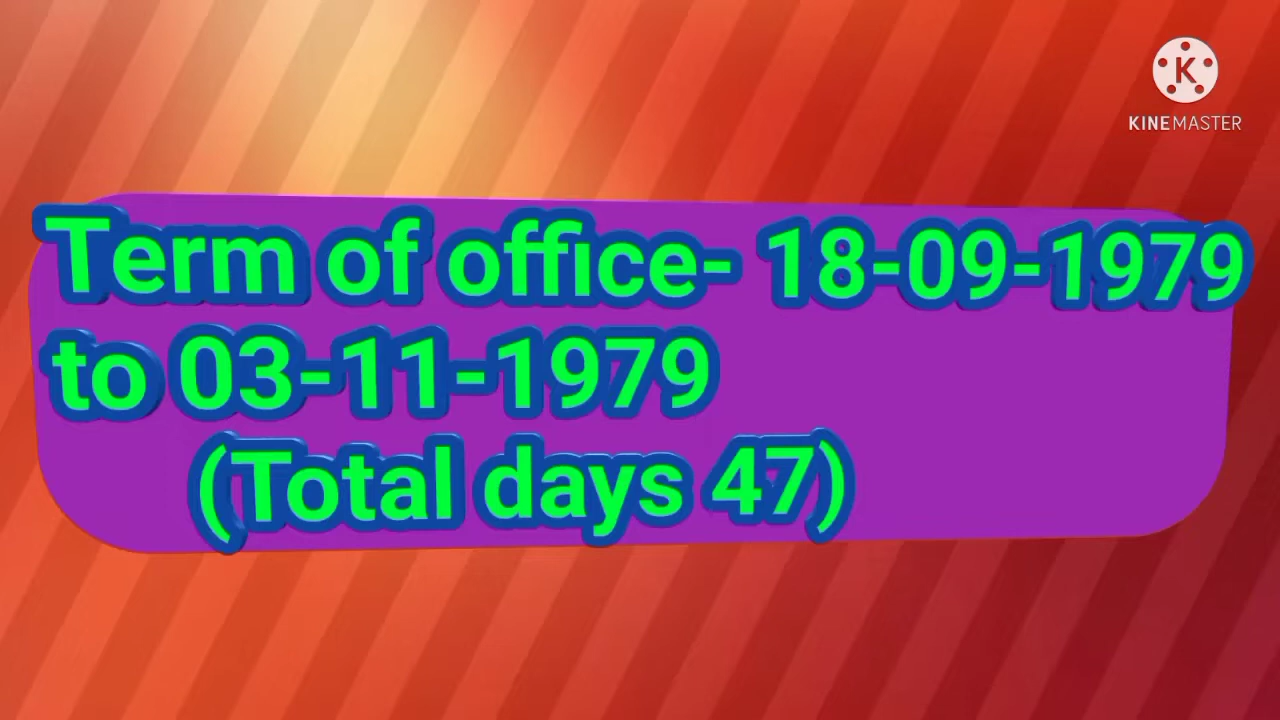 KINEMASTER
Term of office- 18-09-1979
to 03-11-1979
(Total days 47)